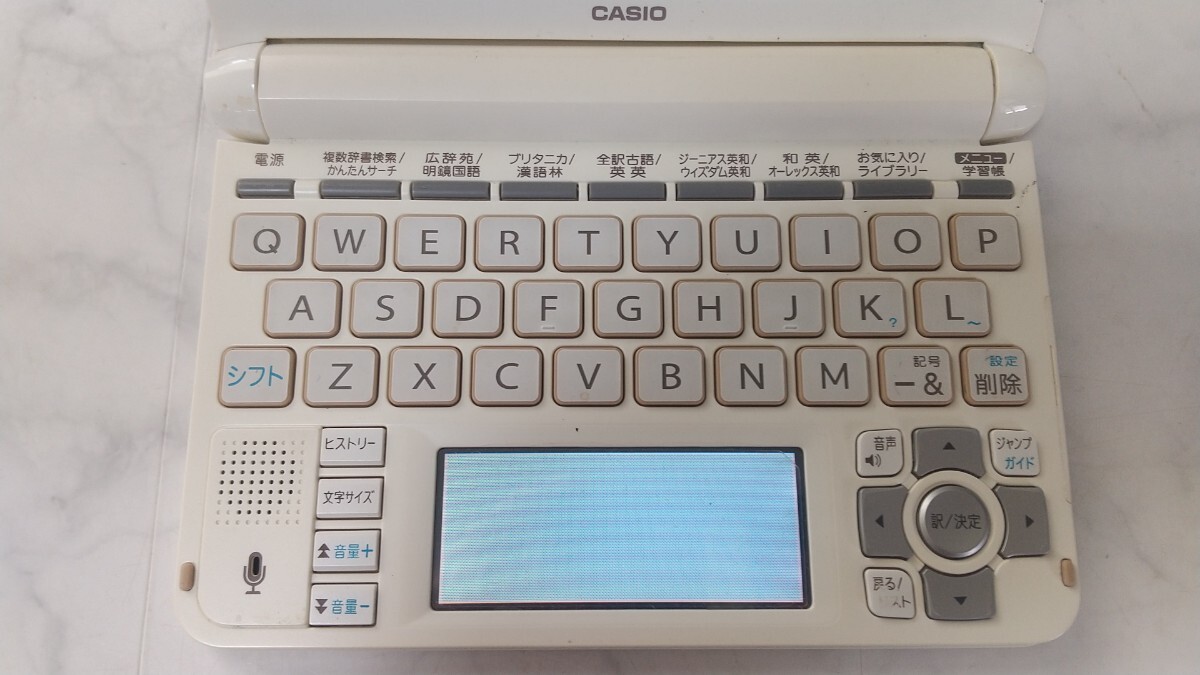 CASIO
電源
複数辞書検索/
かんたんサーチ
広辞苑/
明鏡国語
ブリタニカ/
漢語林
全訳古語/
英英
ジーニアス英和/
ウィズダム英和
和英/
オーレックス英和
お気に入り/
ライブラリー
メニュー/
学習帳
Q W E R T Y U I O P
A S D F G H J K ? L ~
シフト Z X C V B N M
記号
-&
設定
削除
ヒストリー
文字サイズ
音量+
音量-
音声
ジャンプ
ガイド
訳/決定
戻る/